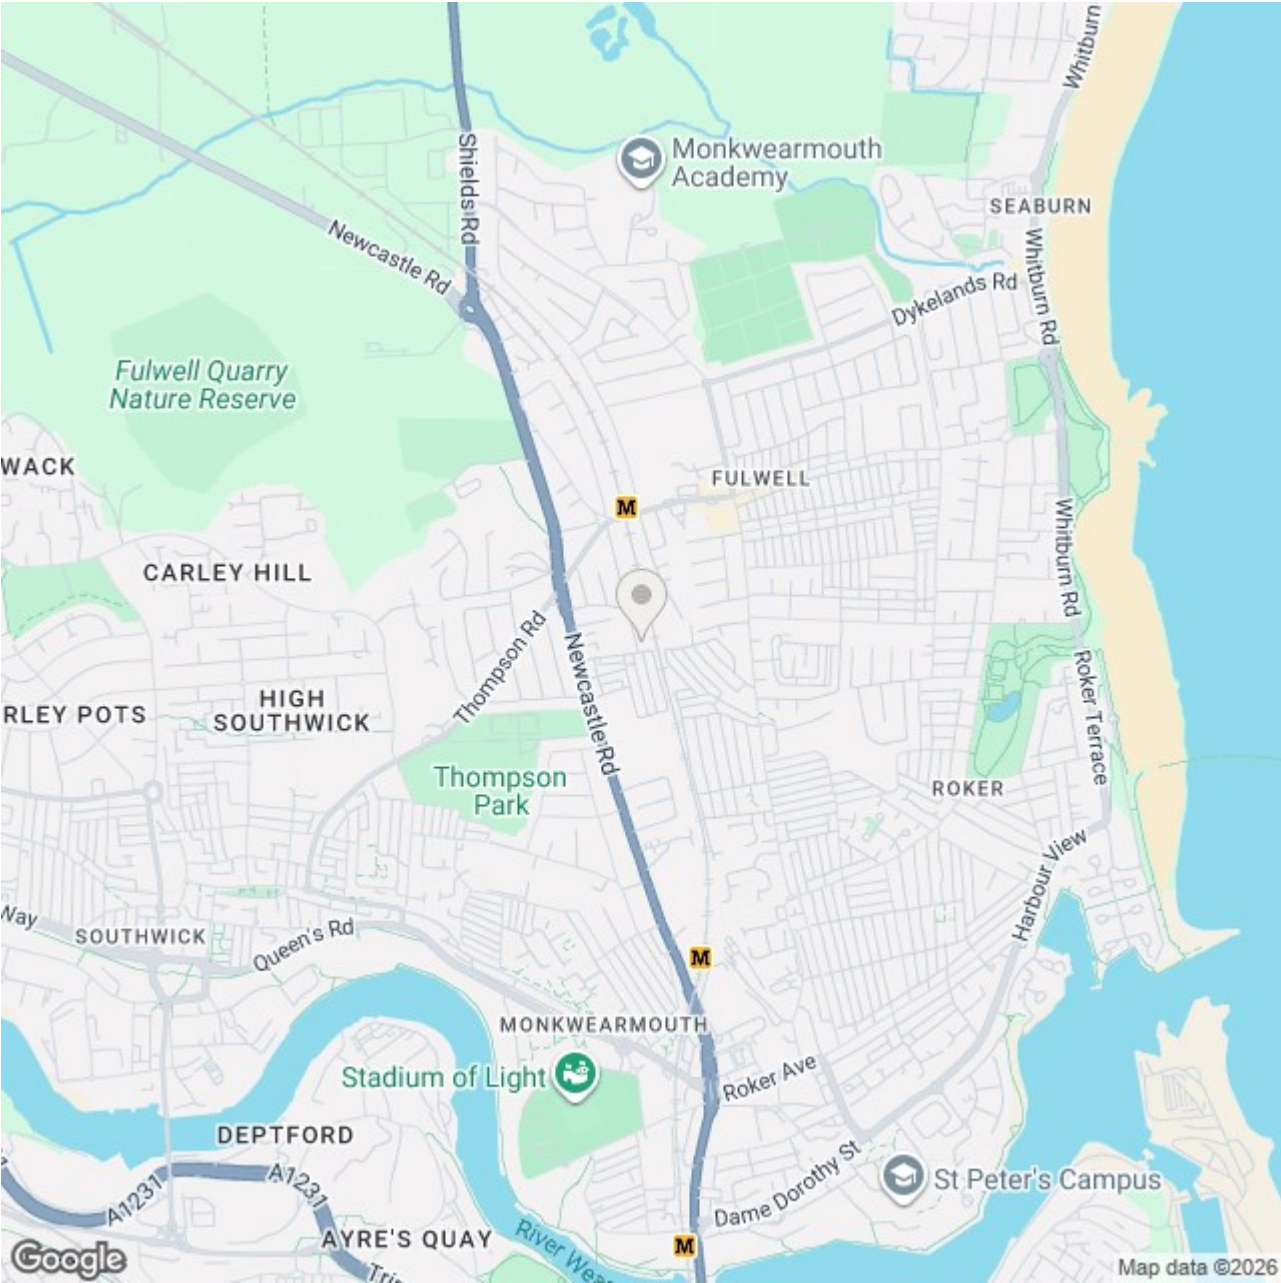 Whitburn
Shields Rd
Monkwearmouth
Academy
SEABURN
Newcastle Rd
Whitburn Rd
Dykelands Rd
Fulwell Quarry
Nature Reserve
WACK
FULWELL
M
Whitburn Rd
CARLEY HILL
Thompson Rd
Newcastle Rd
HIGH
SOUTHWICK
RLEY POTS
Roker Terrace
Thompson
Park
ROKER
Harbour View
Way
SOUTHWICK
Queen's Rd
M
MONKWEARMOUTH
Stadium of Light
Roker Ave
DEPTFORD
A1231
A1231
Dame Dorothy St
St Peter's Campus
AYRE'S QUAY
River Wear
M
Google
Map data ©2026